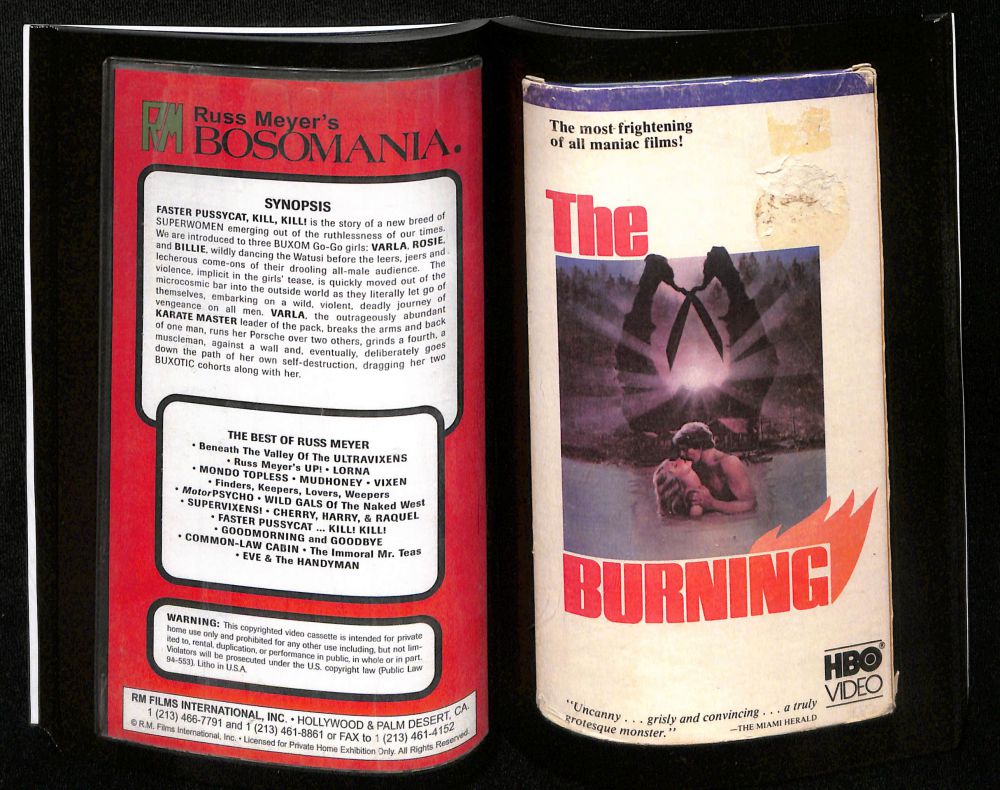 RM Russ Meyer's
BOSOMANIA.
SYNOPSIS
FASTER PUSSYCAT, KILL, KILL! is the story of a new breed of
SUPERWOMEN emerging out of the ruthlessness of our times.
We are introduced to three BUXOM Go-Go girls: VARLA, ROSIE,
and BILLIE, wildly dancing the Watusi before the leers, jeers and
lecherous come-ons of their drooling all-male audience. The
violence, implicit in the girls' tease, is quickly moved out of the
microcosmic bar into the outside world as they literally let go of
themselves, embarking on a wild, violent, deadly journey of
vengeance on all men. VARLA, the outrageously abundant
KARATE MASTER leader of the pack, breaks the arms and back
of one man, runs her Porsche over two others, grinds a fourth, a
muscleman, against a wall and, eventually, deliberately goes
down the path of her own self-destruction, dragging her two
BUXOTIC cohorts along with her.
THE BEST OF RUSS MEYER
• Beneath The Valley Of The ULTRAVIXENS
• Russ Meyer's UP! • LORNA
• MONDO TOPLESS • MUDHONEY • VIXEN
• Finders, Keepers, Lovers, Weepers
• MotorPSYCHO • WILD GALS Of The Naked West
• SUPERVIXENS! • CHERRY, HARRY, & RAQUEL
• FASTER PUSSYCAT ... KILL! KILL!
• GOODMORNING and GOODBYE
• COMMON-LAW CABIN • The Immoral Mr. Teas
• EVE & The HANDYMAN
WARNING: This copyrighted video cassette is intended for private
home use only and prohibited for any other use including, but not lim-
ited to, rental, duplication, or performance in public, in whole or in part.
Violators will be prosecuted under the U.S. copyright law (Public Law
94-553). Litho in U.S.A.
RM FILMS INTERNATIONAL, INC. • HOLLYWOOD & PALM DESERT, CA.
1 (213) 466-7791 and 1 (213) 461-8861 or FAX to 1 (213) 461-4152
© R.M. Films International, Inc. • Licensed for Private Home Exhibition Only. All Rights Reserved.
The most frightening
of all maniac films!
The
BURNING
HBO®
VIDEO
"Uncanny . . . grisly and convincing . . . a truly
grotesque monster." —THE MIAMI HERALD